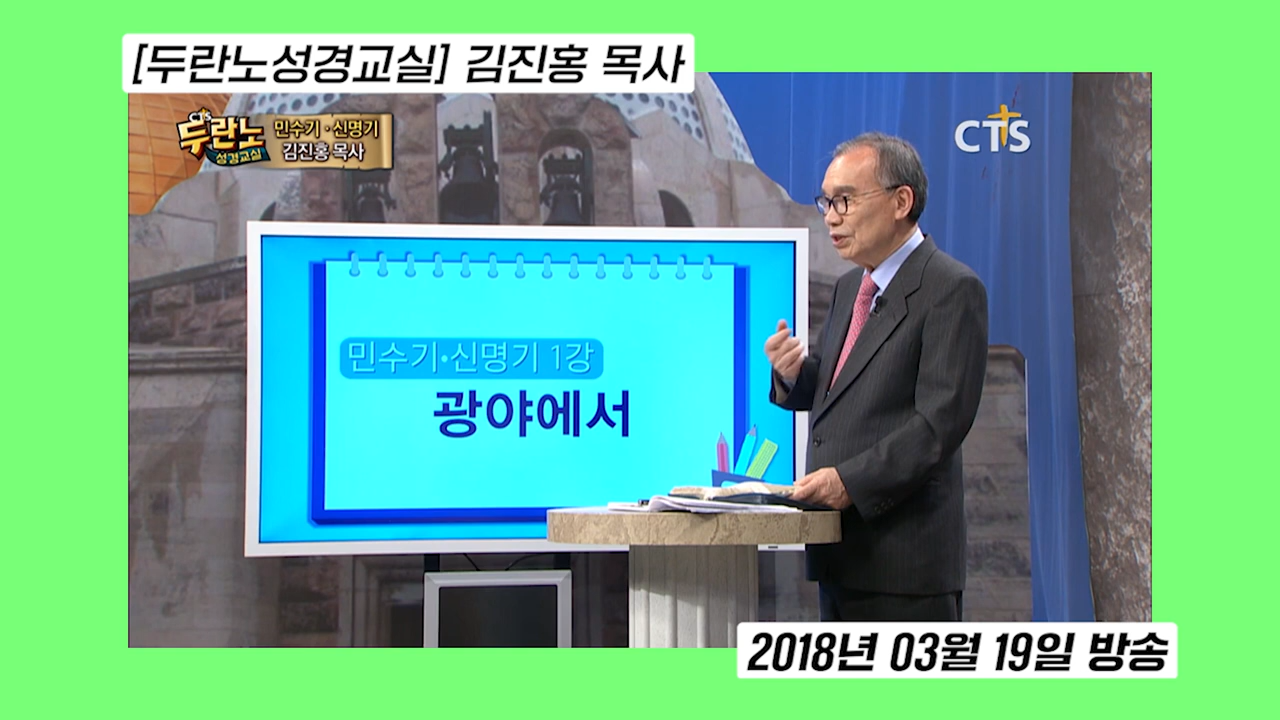 [두란노성경교실] 김진홍 목사
CTS
두란노
성경교실
민수기·신명기
김진홍 목사
CTS
민수기·신명기 1강
광야에서
2018년 03월 19일 방송